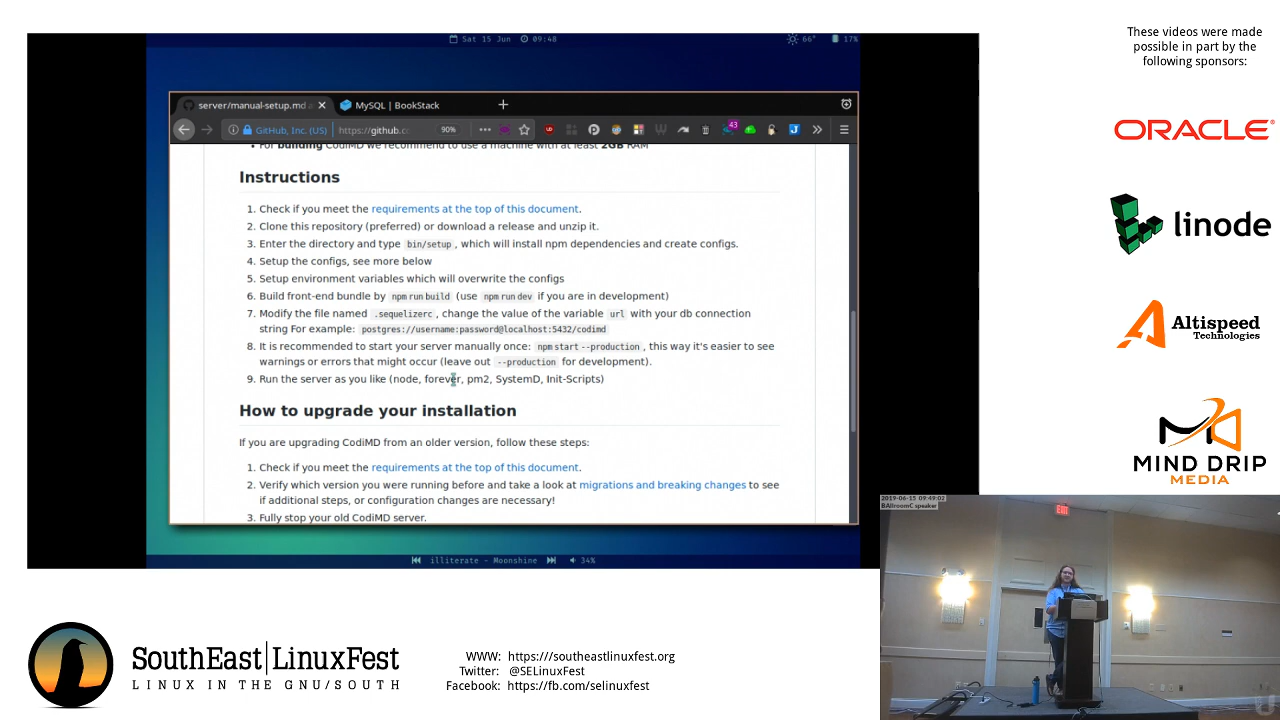 Sat 15 Jun 09:48 66° 17%
server/manual-setup.md
MySQL | BookStack
GitHub, Inc. (US) https://github.c 90% 43
For building CodiMD we recommend to use a machine with at least 2GB RAM
Instructions
1. Check if you meet the requirements at the top of this document.
2. Clone this repository (preferred) or download a release and unzip it.
3. Enter the directory and type bin/setup, which will install npm dependencies and create configs.
4. Setup the configs, see more below
5. Setup environment variables which will overwrite the configs
6. Build front-end bundle by npm run build (use npm run dev if you are in development)
7. Modify the file named .sequelizerc, change the value of the variable url with your db connection
string For example: postgres://username:password@localhost:5432/codimd
8. It is recommended to start your server manually once: npm start --production, this way it's easier to see
warnings or errors that might occur (leave out --production for development).
9. Run the server as you like (node, forever, pm2, SystemD, Init-Scripts)
How to upgrade your installation
If you are upgrading CodiMD from an older version, follow these steps:
1. Check if you meet the requirements at the top of this document.
2. Verify which version you were running before and take a look at migrations and breaking changes to see
if additional steps, or configuration changes are necessary!
3. Fully stop your old CodiMD server.
illiterate - Moonshine 34%
These videos were made
possible in part by the
following sponsors:
ORACLE
linode
Altispeed
Technologies
MIND DRIP
MEDIA
2019-06-15 09:49:02
BAllroomC speaker
EXIT
SouthEast LinuxFest
LINUX IN THE GNU/SOUTH
WWW: https:///southeastlinuxfest.org
Twitter: @SELinuxFest
Facebook: https://fb.com/selinuxfest